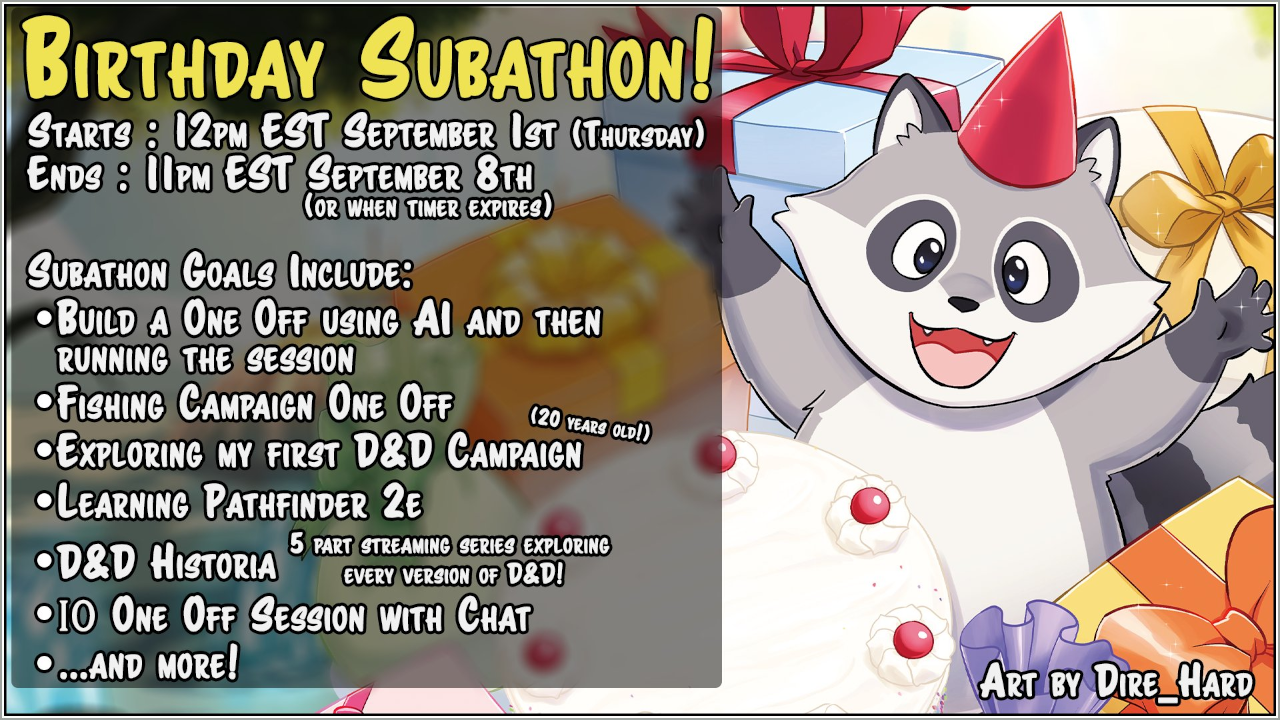 Birthday Subathon!
Starts : 12pm EST September 1st (Thursday)
Ends : 11pm EST September 8th
(or when timer expires)
Subathon Goals Include:
•Build a One Off using AI and then
running the session
•Fishing Campaign One Off
(20 years old!)
•Exploring my first D&D Campaign
•Learning Pathfinder 2e
•D&D Historia
5 part streaming series exploring
every version of D&D!
•IO One Off Session with Chat
•...and more!
Art by Dire_Hard